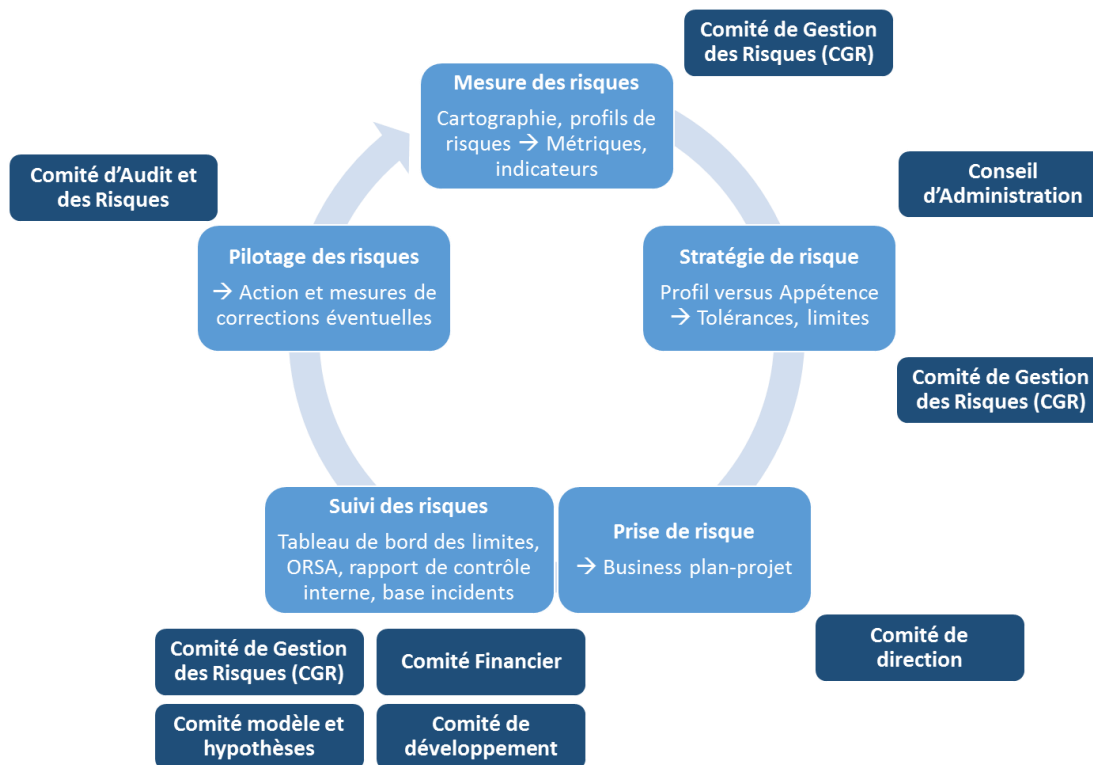 Comité de Gestion
des Risques (CGR)
Mesure des risques
Cartographie, profils de
risques → Métriques,
indicateurs
Comité d’Audit et
des Risques
Conseil
d’Administration
Pilotage des risques
→ Action et mesures de
corrections éventuelles
Stratégie de risque
Profil versus Appétence
→ Tolérances, limites
Comité de Gestion
des Risques (CGR)
Suivi des risques
Tableau de bord des limites,
ORSA, rapport de contrôle
interne, base incidents
Prise de risque
→ Business plan-projet
Comité de
direction
Comité de Gestion
des Risques (CGR)
Comité Financier
Comité modèle et
hypothèses
Comité de
développement